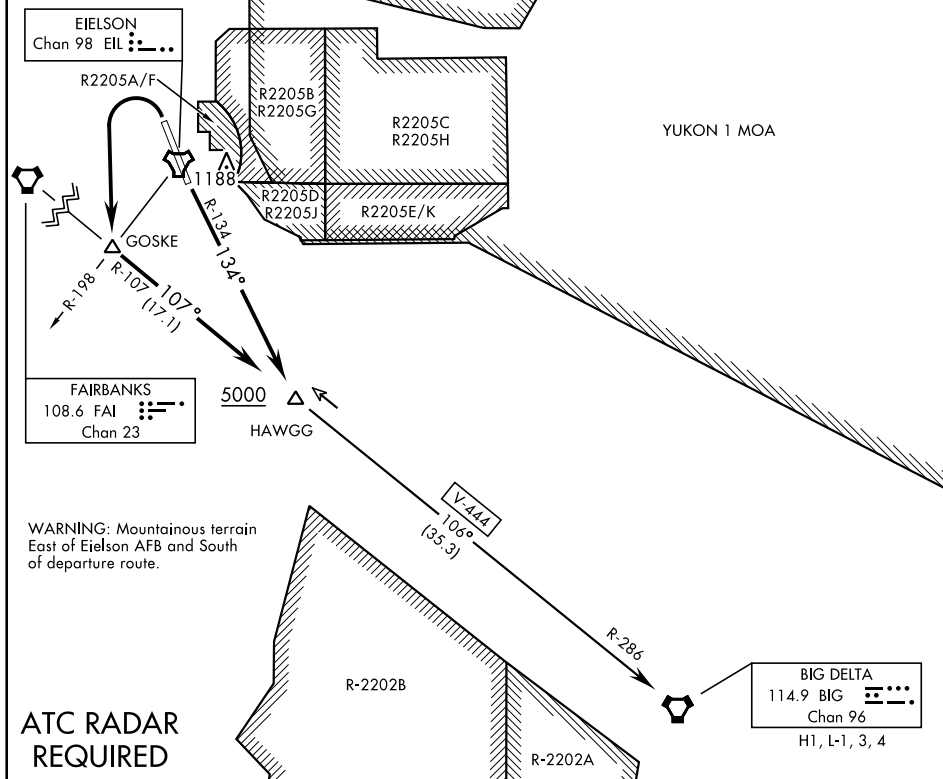 EIELSON
Chan 98 EIL
R2205A/F
R2205B
R2205G
R2205C
R2205H
YUKON 1 MOA
1188
R2205D
R2205J
R2205E/K
GOSKE
R-134
134°
R-198
R-107
107°
(17.1)
FAIRBANKS
108.6 FAI
Chan 23
5000
HAWGG
V-444
106°
(35.3)
WARNING: Mountainous terrain
East of Eielson AFB and South
of departure route.
R-286
R-2202B
BIG DELTA
114.9 BIG
Chan 96
H1, L-1, 3, 4
ATC RADAR
REQUIRED
R-2202A